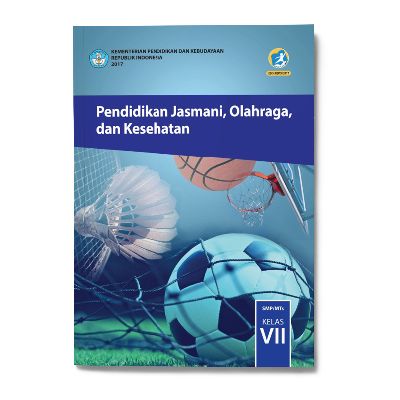 KEMENTERIAN PENDIDIKAN DAN KEBUDAYAAN
REPUBLIK INDONESIA
2017
Pendidikan Jasmani, Olahraga,
dan Kesehatan
SMP/MTs
KELAS
VII